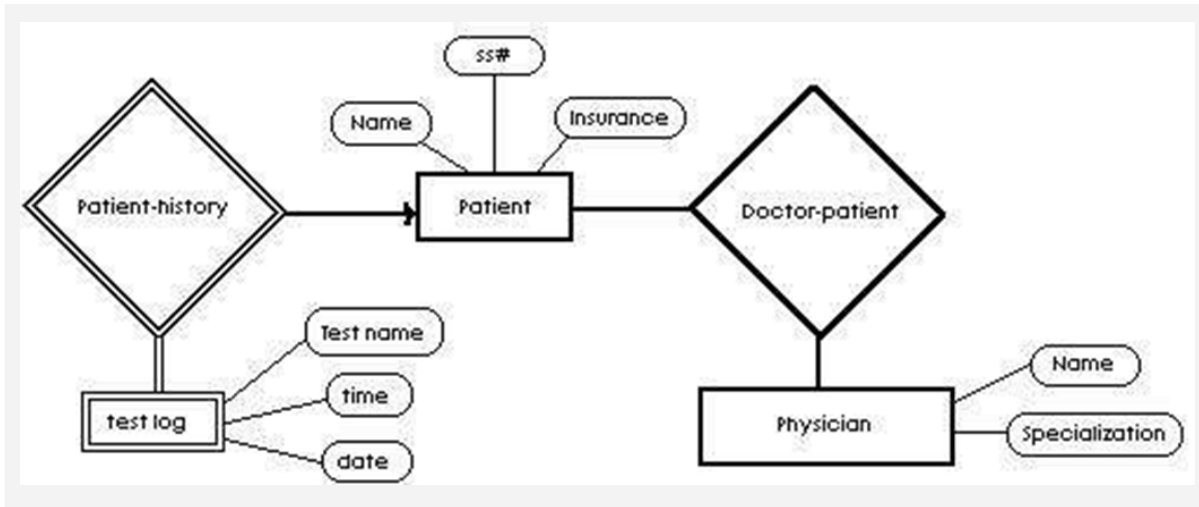 ss#
Name
Insurance
Patient-history
Patient
Doctor-patient
Test name
time
test log
date
Name
Physician
Specialization